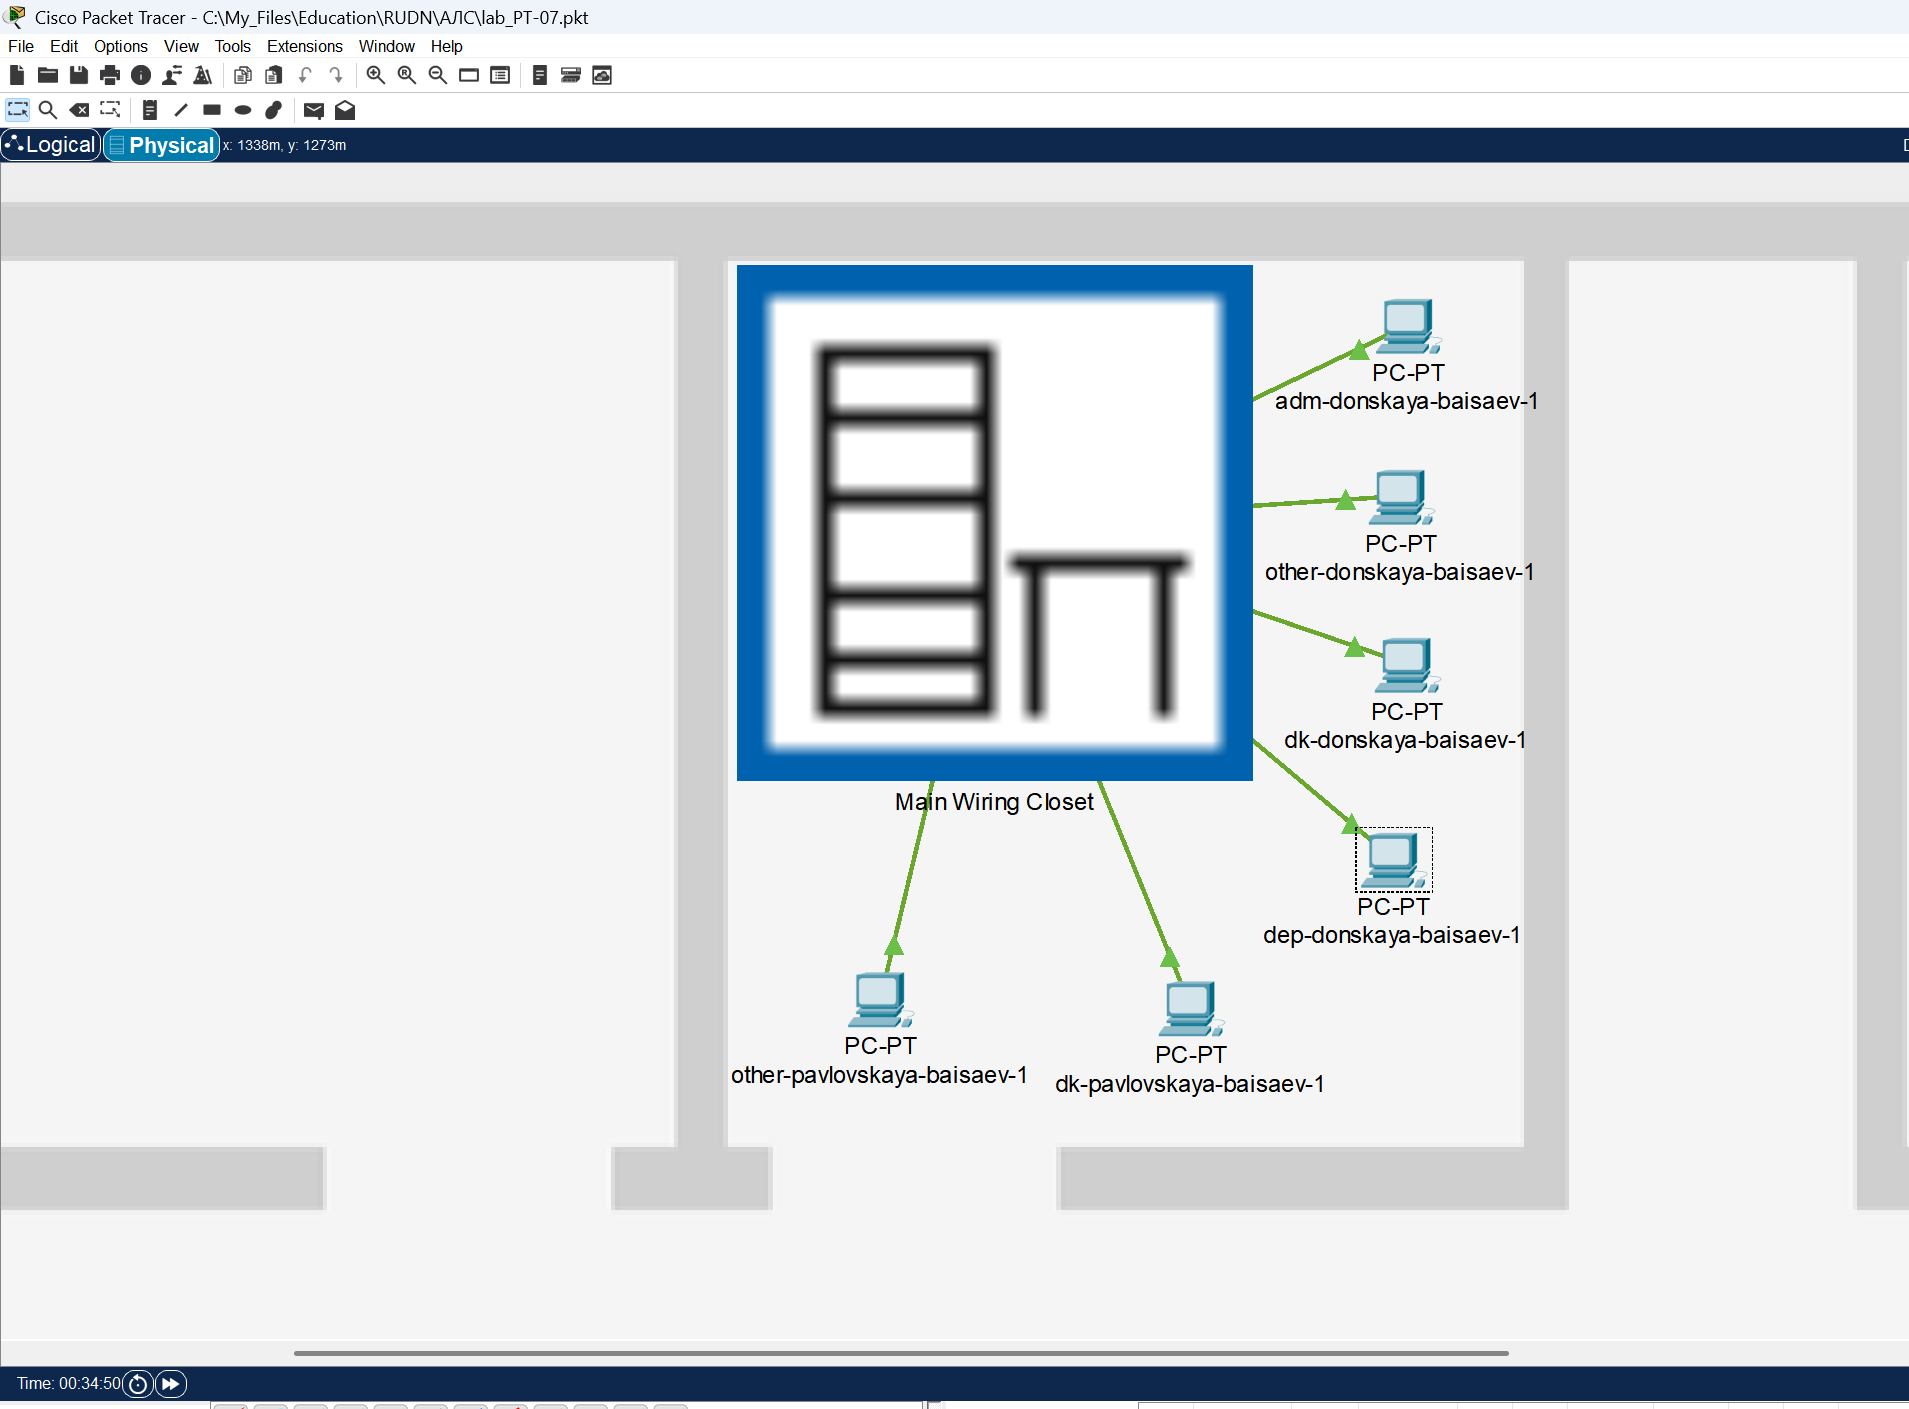 Cisco Packet Tracer - C:\My_Files\Education\RUDN\АЛС\lab_PT-07.pkt
File Edit Options View Tools Extensions Window Help
Logical Physical x: 1338m, y: 1273m
PC-PT
adm-donskaya-baisaev-1
PC-PT
other-donskaya-baisaev-1
PC-PT
dk-donskaya-baisaev-1
Main Wiring Closet
PC-PT
dep-donskaya-baisaev-1
PC-PT
other-pavlovskaya-baisaev-1
PC-PT
dk-pavlovskaya-baisaev-1
Time: 00:34:50